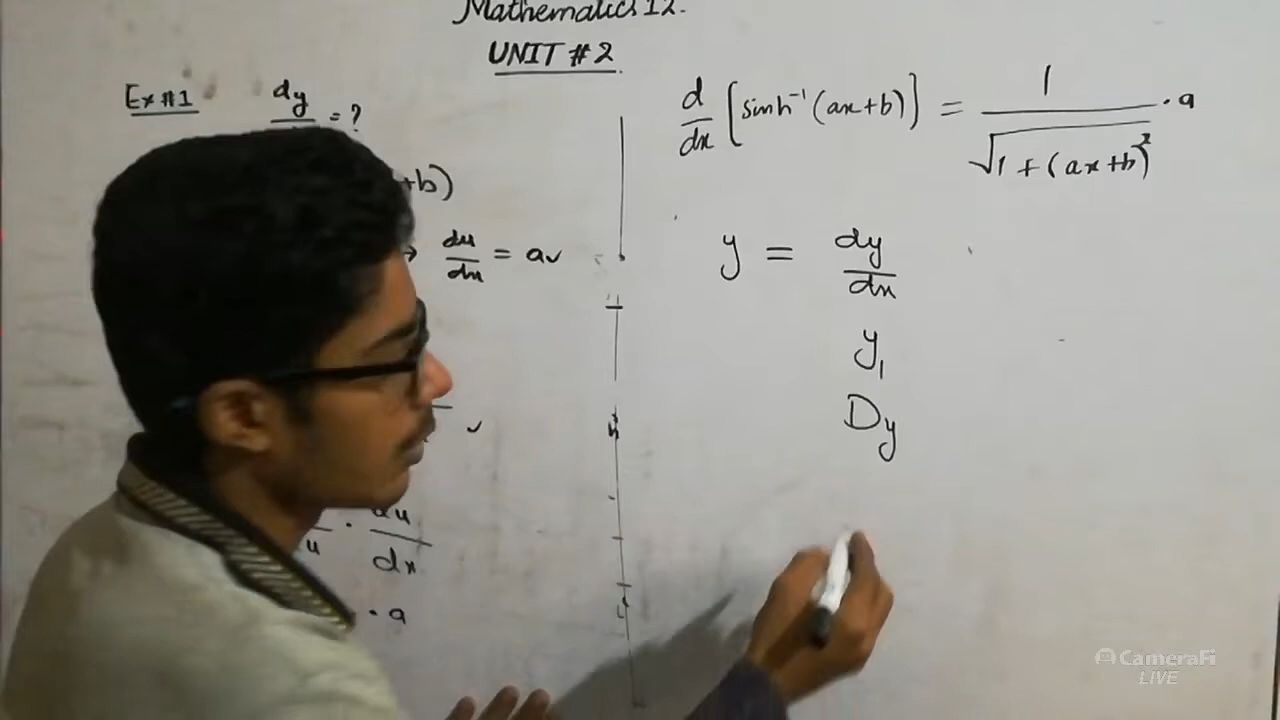 Mathematics 12.
UNIT # 2
Ex #1 dy = ?
+b)
du/dx = a
du
u · dx
· a
d/dx [sinh⁻¹(ax+b)] = 1/√1+(ax+b)² · a
y = dy/dx
y₁
Dy
CameraFi
LIVE